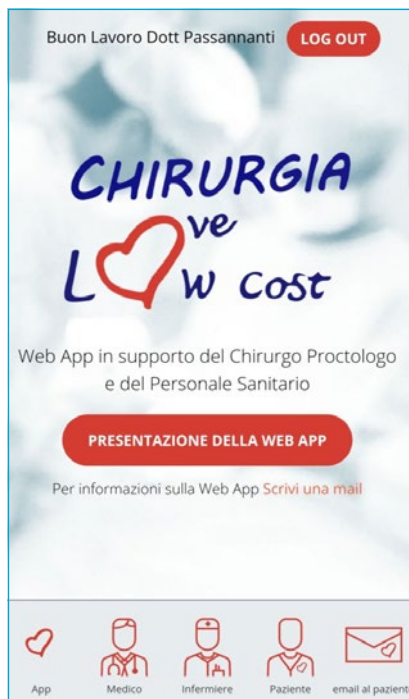 Buon Lavoro Dott Passannanti LOG OUT
CHIRURGIA
ve
LOW COST
Web App in supporto del Chirurgo Proctologo
e del Personale Sanitario
PRESENTAZIONE DELLA WEB APP
Per informazioni sulla Web App Scrivi una mail
App Medico Infermiere Paziente email al pazient